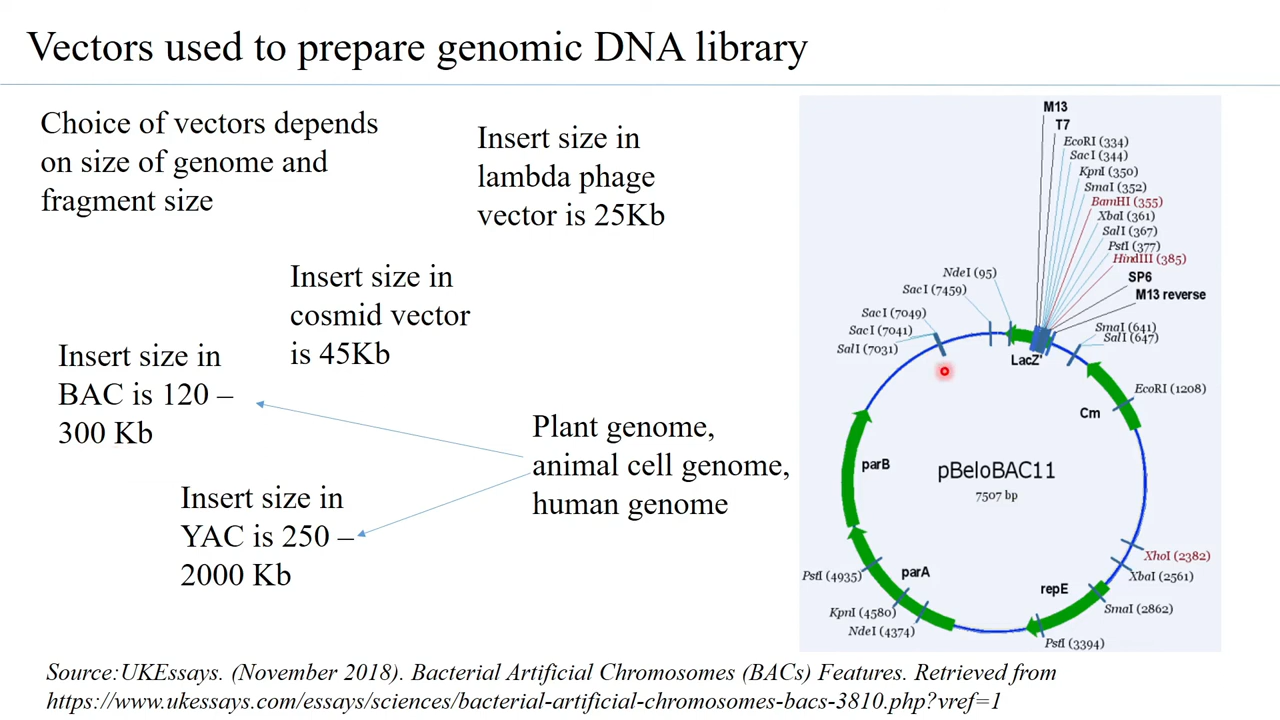 Vectors used to prepare genomic DNA library
Choice of vectors depends
on size of genome and
fragment size
Insert size in
lambda phage
vector is 25Kb
Insert size in
cosmid vector
is 45Kb
Insert size in
BAC is 120 –
300 Kb
Plant genome,
animal cell genome,
human genome
Insert size in
YAC is 250 –
2000 Kb
M13
T7
EcoRI (334)
SacI (344)
KpnI (350)
SmaI (352)
BamHI (355)
XbaI (361)
SalI (367)
PstI (377)
HindIII (385)
SP6
M13 reverse
NdeI (95)
SacI (7459)
SacI (7049)
SacI (7041)
SalI (7031)
LacZ'
SmaI (641)
SalI (647)
EcoRI (1208)
Cm
parB
pBeloBAC11
7507 bp
XhoI (2382)
XbaI (2561)
SmaI (2862)
repE
PstI (3394)
parA
PstI (4935)
KpnI (4580)
NdeI (4374)
Source:UKEssays. (November 2018). Bacterial Artificial Chromosomes (BACs) Features. Retrieved from
https://www.ukessays.com/essays/sciences/bacterial-artificial-chromosomes-bacs-3810.php?vref=1